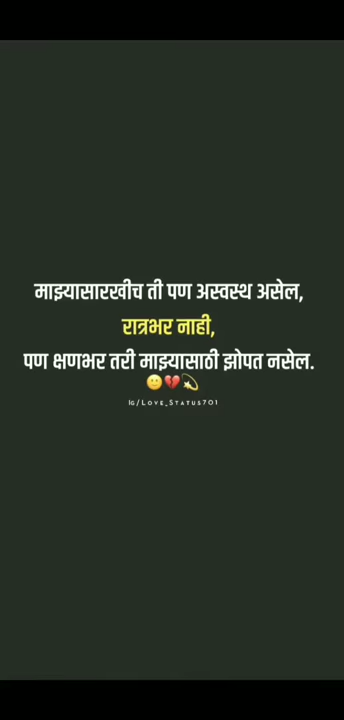 माझ्यासारखीच ती पण अस्वस्थ असेल,
रात्रभर नाही,
पण क्षणभर तरी माझ्यासाठी झोपत नसेल.
🙂💔💫
IG/LOVE_STATUS701